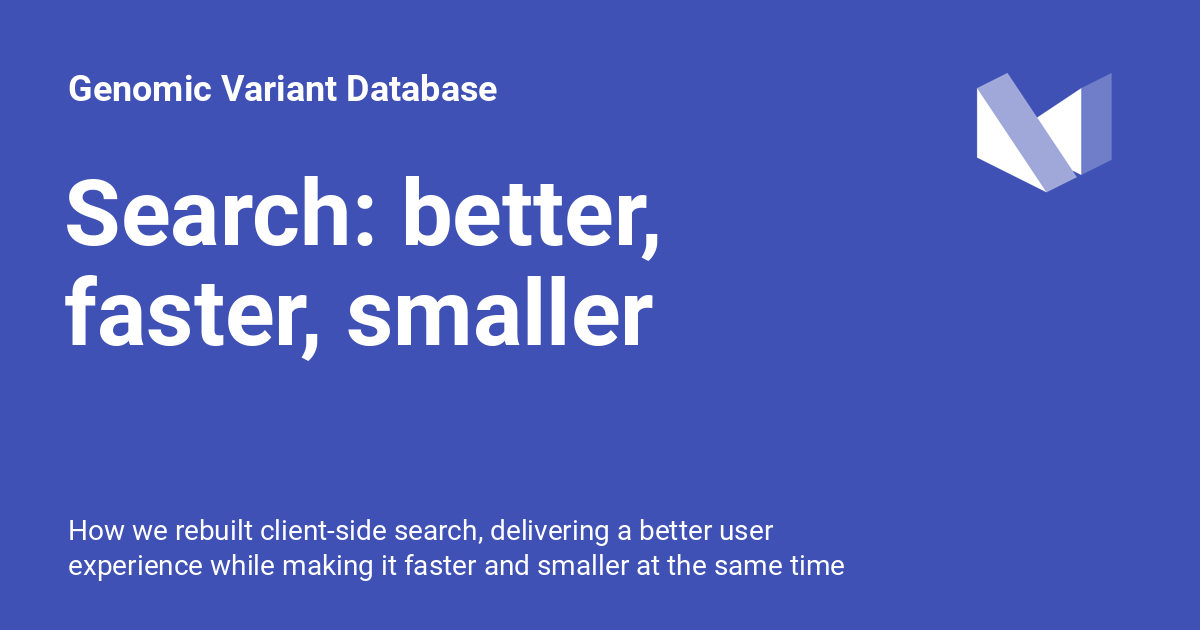 Genomic Variant Database
Search: better,
faster, smaller
How we rebuilt client-side search, delivering a better user
experience while making it faster and smaller at the same time